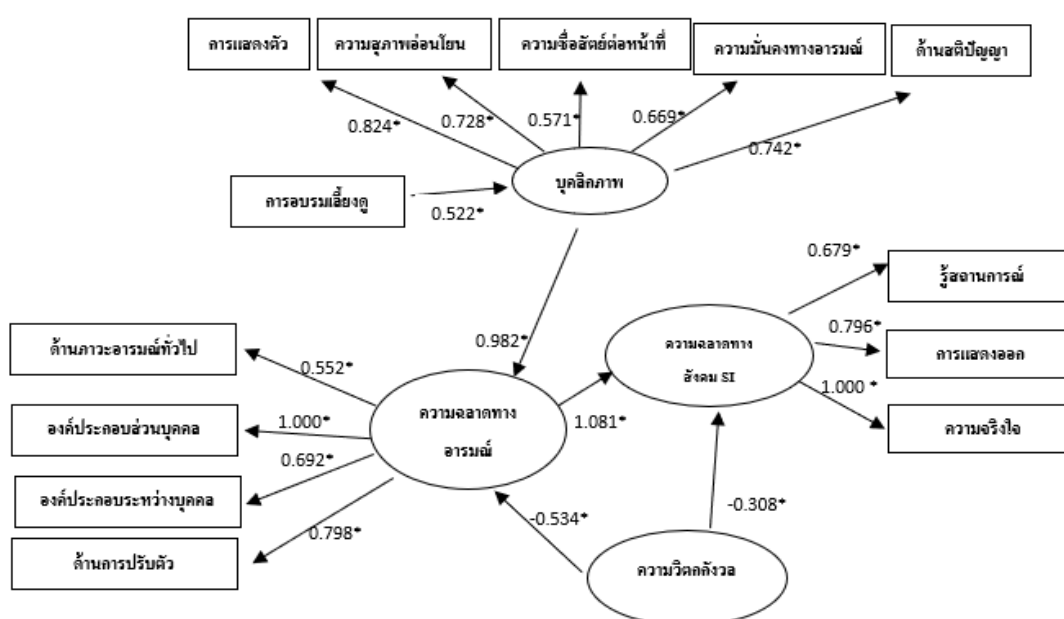 การแสดงตัว
ความสุภาพอ่อนโยน
ความซื่อสัตย์ต่อหน้าที่
ความมั่นคงทางอารมณ์
ด้านสติปัญญา
0.824*
0.728*
0.571*
0.669*
0.742*
บุคลิกภาพ
การอบรมเลี้ยงดู
0.522*
0.679*
รู้สถานการณ์
0.982*
0.796*
การแสดงออก
ความฉลาดทาง
สังคม SI
1.000 *
ความจริงใจ
ด้านภาวะอารมณ์ทั่วไป
0.552*
ความฉลาดทาง
อารมณ์
1.081*
องค์ประกอบส่วนบุคคล
1.000*
0.692*
องค์ประกอบระหว่างบุคคล
0.798*
ด้านการปรับตัว
-0.534*
-0.308*
ความวิตกกังวล